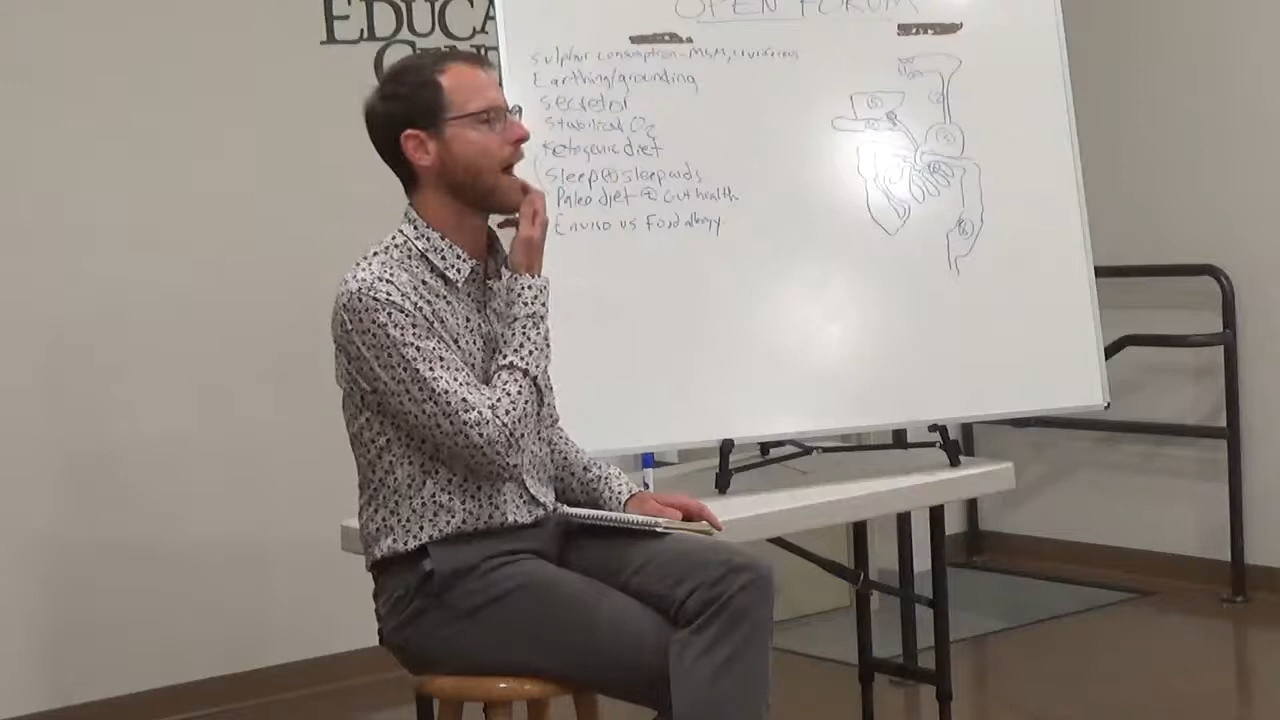 EDUCA
CEN
OPEN FORUM
sulphur consumption - MSM, cruciferous
Earthing/grounding
secretor
stabilized O2
Ketogenic diet
Sleep + sleep aids
Paleo diet + Gut health
Enviro vs Food allergy